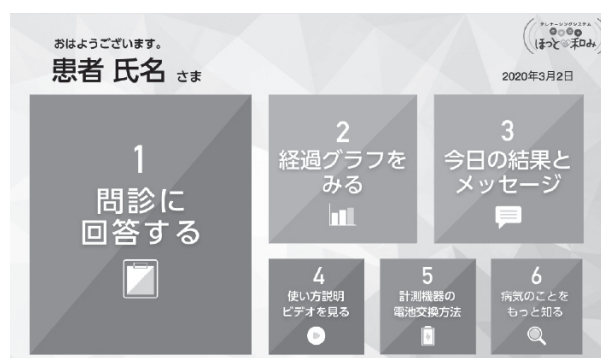 おはようございます。
患者 氏名 さま
テレナーシングシステム
ほっと和み
2020年3月2日
1
問診に
回答する
2
経過グラフを
みる
3
今日の結果と
メッセージ
4
使い方説明
ビデオを見る
5
計測機器の
電池交換方法
6
病気のことを
もっと知る